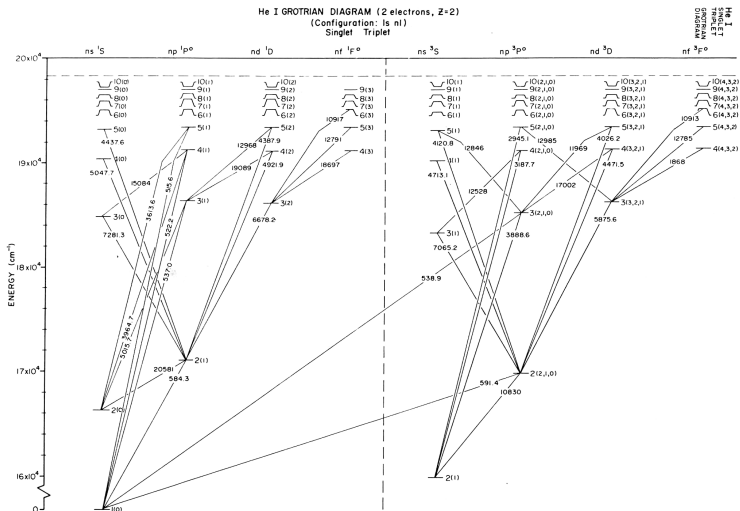 He I GROTRIAN DIAGRAM (2 electrons, Z=2)
(Configuration: 1s nl)
Singlet Triplet
He I
SINGLET
TRIPLET
GROTRIAN
DIAGRAM
ns ¹S np ¹P° nd ¹D nf ¹F° ns ³S np ³P° nd ³D nf ³F°
20x10⁴
10(0) 10(1) 10(2) 10(1) 10(2,1,0) 10(3,2,1) 10(4,3,2)
9(0) 9(1) 9(2) 9(3) 9(1) 9(2,1,0) 9(3,2,1) 9(4,3,2)
8(0) 8(1) 8(2) 8(3) 8(1) 8(2,1,0) 8(3,2,1) 8(4,3,2)
7(0) 7(1) 7(2) 7(3) 7(1) 7(2,1,0) 7(3,2,1) 7(4,3,2)
6(0) 6(1) 6(2) 6(3) 6(1) 6(2,1,0) 6(3,2,1) 6(4,3,2)
10917 10913
5(0) 5(1) 5(2) 5(3) 5(1) 5(2,1,0) 5(3,2,1) 5(4,3,2)
4437.6 12968 4387.9 12791 4120.8 12846 2945.1 12985 11969 4026.2 12785
4(0) 4(1) 4(2) 4(3) 4(1) 4(2,1,0) 4(3,2,1) 4(4,3,2)
19x10⁴
5047.7 15084 515.6 19089 4921.9 18697 4713.1 12528 3187.7 17002 4471.5 1868
3613.6 522.2
3(0) 3(1) 3(2) 3(1) 3(2,1,0) 3(3,2,1)
7281.3 537.0 6678.2 7065.2 3888.6 5875.6
538.9
18x10⁴
ENERGY (cm⁻¹)
3964.7
5015.7
2(1) 2(2,1,0)
17x10⁴
20581 584.3 591.4 10830
2(0)
16x10⁴
2(1)
0
1(0)